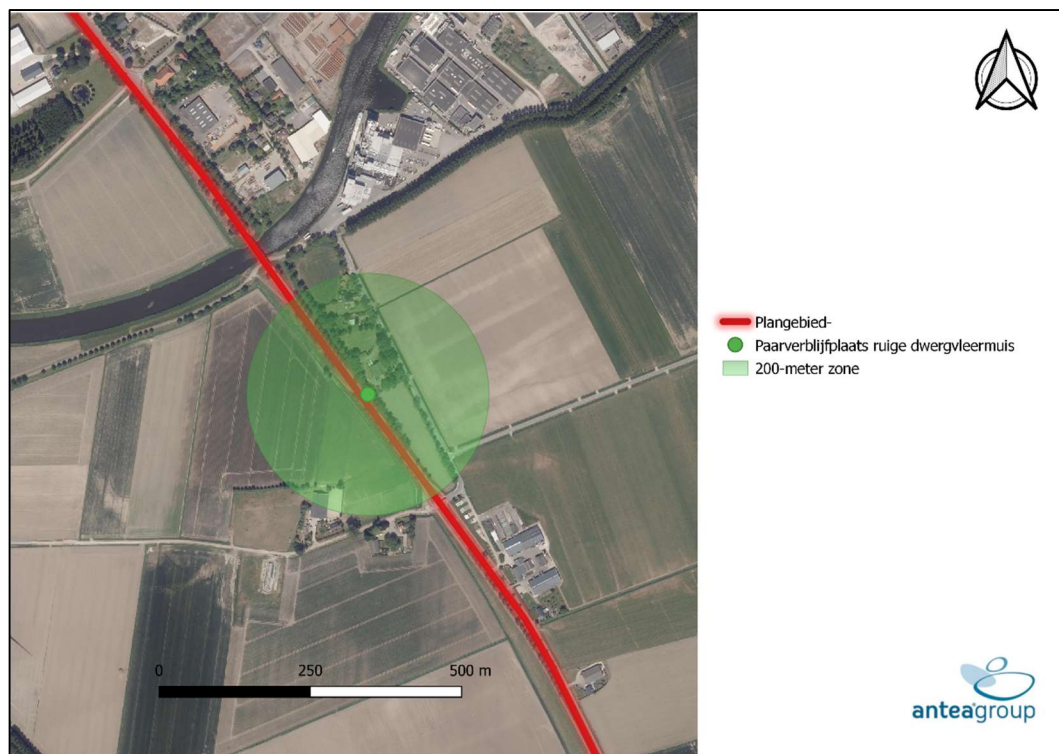 Plangebied-
Paarverblijfplaats ruige dwergvleermuis
200-meter zone
0 250 500 m
anteagroup